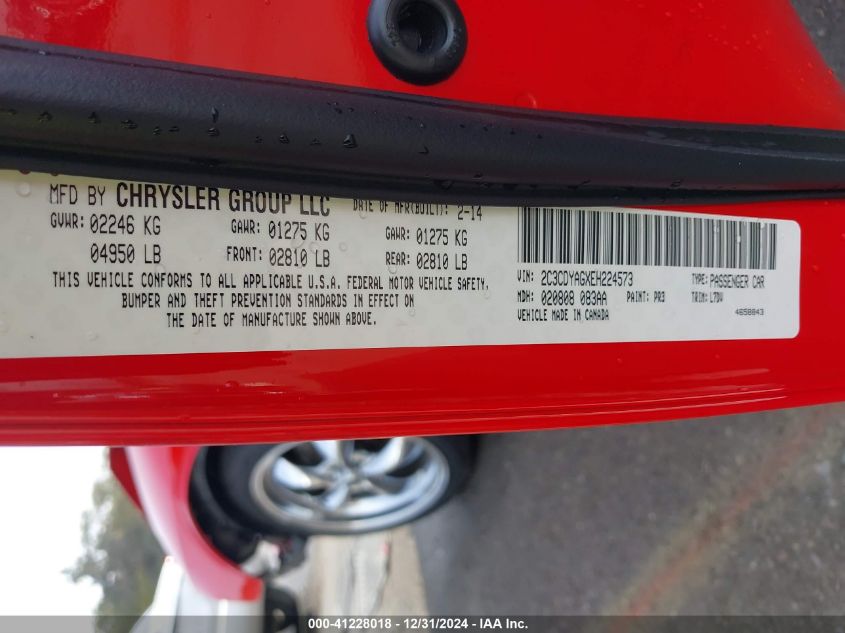 MFD BY CHRYSLER GROUP LLC DATE OF MFR(BUILT): 2-14
GVWR: 02246 KG GAWR: 01275 KG GAWR: 01275 KG
04950 LB FRONT: 02810 LB REAR: 02810 LB
THIS VEHICLE CONFORMS TO ALL APPLICABLE U.S.A. FEDERAL MOTOR VEHICLE SAFETY,
BUMPER AND THEFT PREVENTION STANDARDS IN EFFECT ON
THE DATE OF MANUFACTURE SHOWN ABOVE.
VIN: 2C3CDYAGXEH224573 TYPE: PASSENGER CAR
MDH: 020808 083AA PAINT: PR3 TRIM: L7DV
VEHICLE MADE IN CANADA 4658843
000-41228018 - 12/31/2024 - IAA Inc.